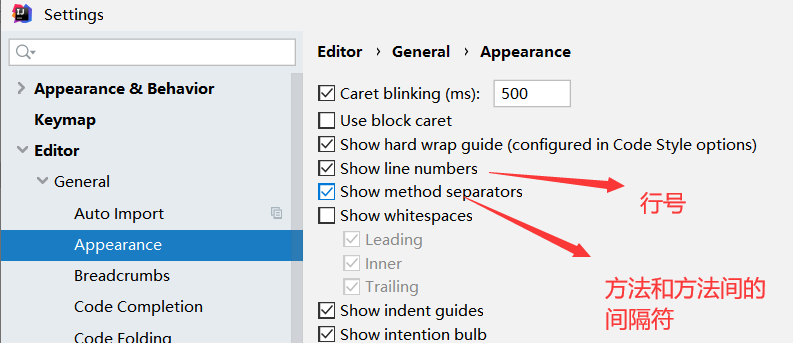 Settings
Editor › General › Appearance
Appearance & Behavior
Keymap
Editor
General
Auto Import
Appearance
Breadcrumbs
Code Completion
Code Folding
Caret blinking (ms): 500
Use block caret
Show hard wrap guide (configured in Code Style options)
Show line numbers
Show method separators
Show whitespaces
Leading
Inner
Trailing
Show indent guides
Show intention bulb
行号
方法和方法间的
间隔符